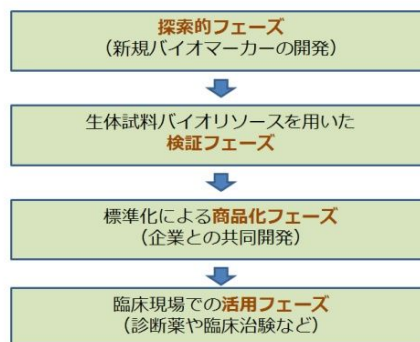 探索的フェーズ
（新規バイオマーカーの開発）
生体試料バイオリソースを用いた
検証フェーズ
標準化による商品化フェーズ
（企業との共同開発）
臨床現場での活用フェーズ
（診断薬や臨床治験など）